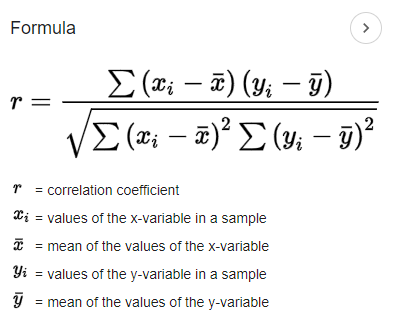 Formula
r = ∑(xᵢ − x̄)(yᵢ − ȳ) / √∑(xᵢ − x̄)² ∑(yᵢ − ȳ)²
r = correlation coefficient
xᵢ = values of the x-variable in a sample
x̄ = mean of the values of the x-variable
yᵢ = values of the y-variable in a sample
ȳ = mean of the values of the y-variable